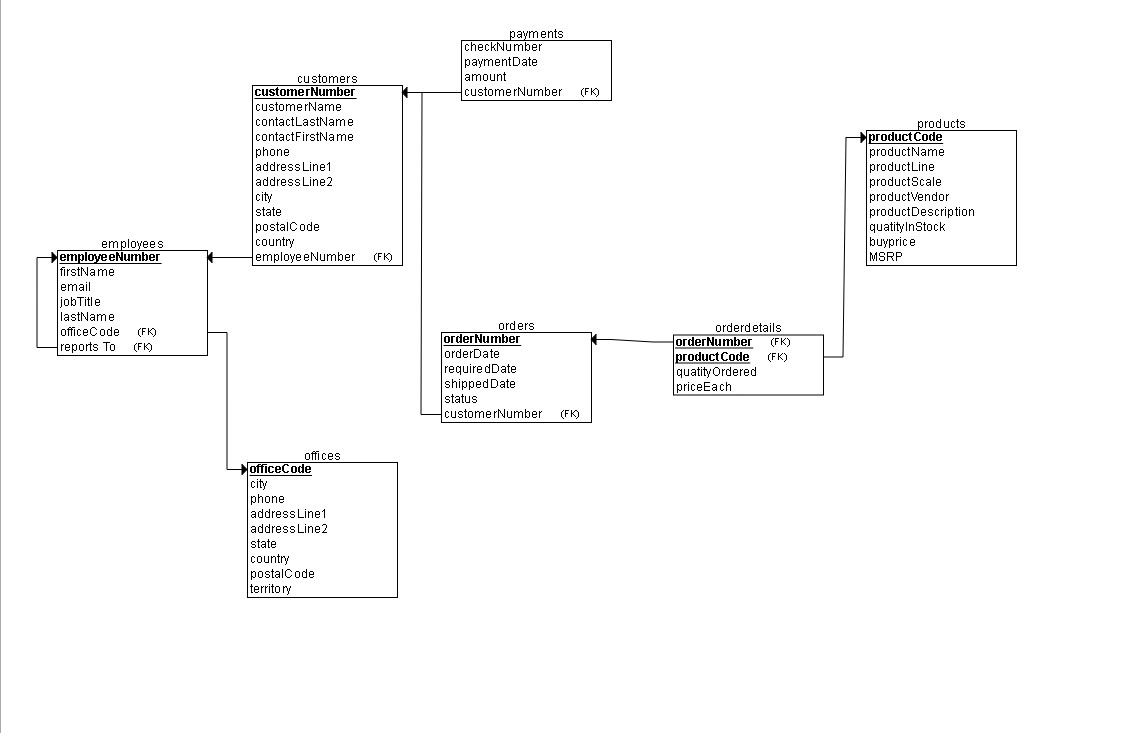 payments
checkNumber
paymentDate
amount
customerNumber (FK)
customers
customerNumber
customerName
contactLastName
contactFirstName
phone
addressLine1
addressLine2
city
state
postalCode
country
employeeNumber (FK)
products
productCode
productName
productLine
productScale
productVendor
productDescription
quatityInStock
buyprice
MSRP
employees
employeeNumber
firstName
email
jobTitle
lastName
officeCode (FK)
reports To (FK)
orders
orderNumber
orderDate
requiredDate
shippedDate
status
customerNumber (FK)
orderdetails
orderNumber (FK)
productCode (FK)
quatityOrdered
priceEach
offices
officeCode
city
phone
addressLine1
addressLine2
state
country
postalCode
territory